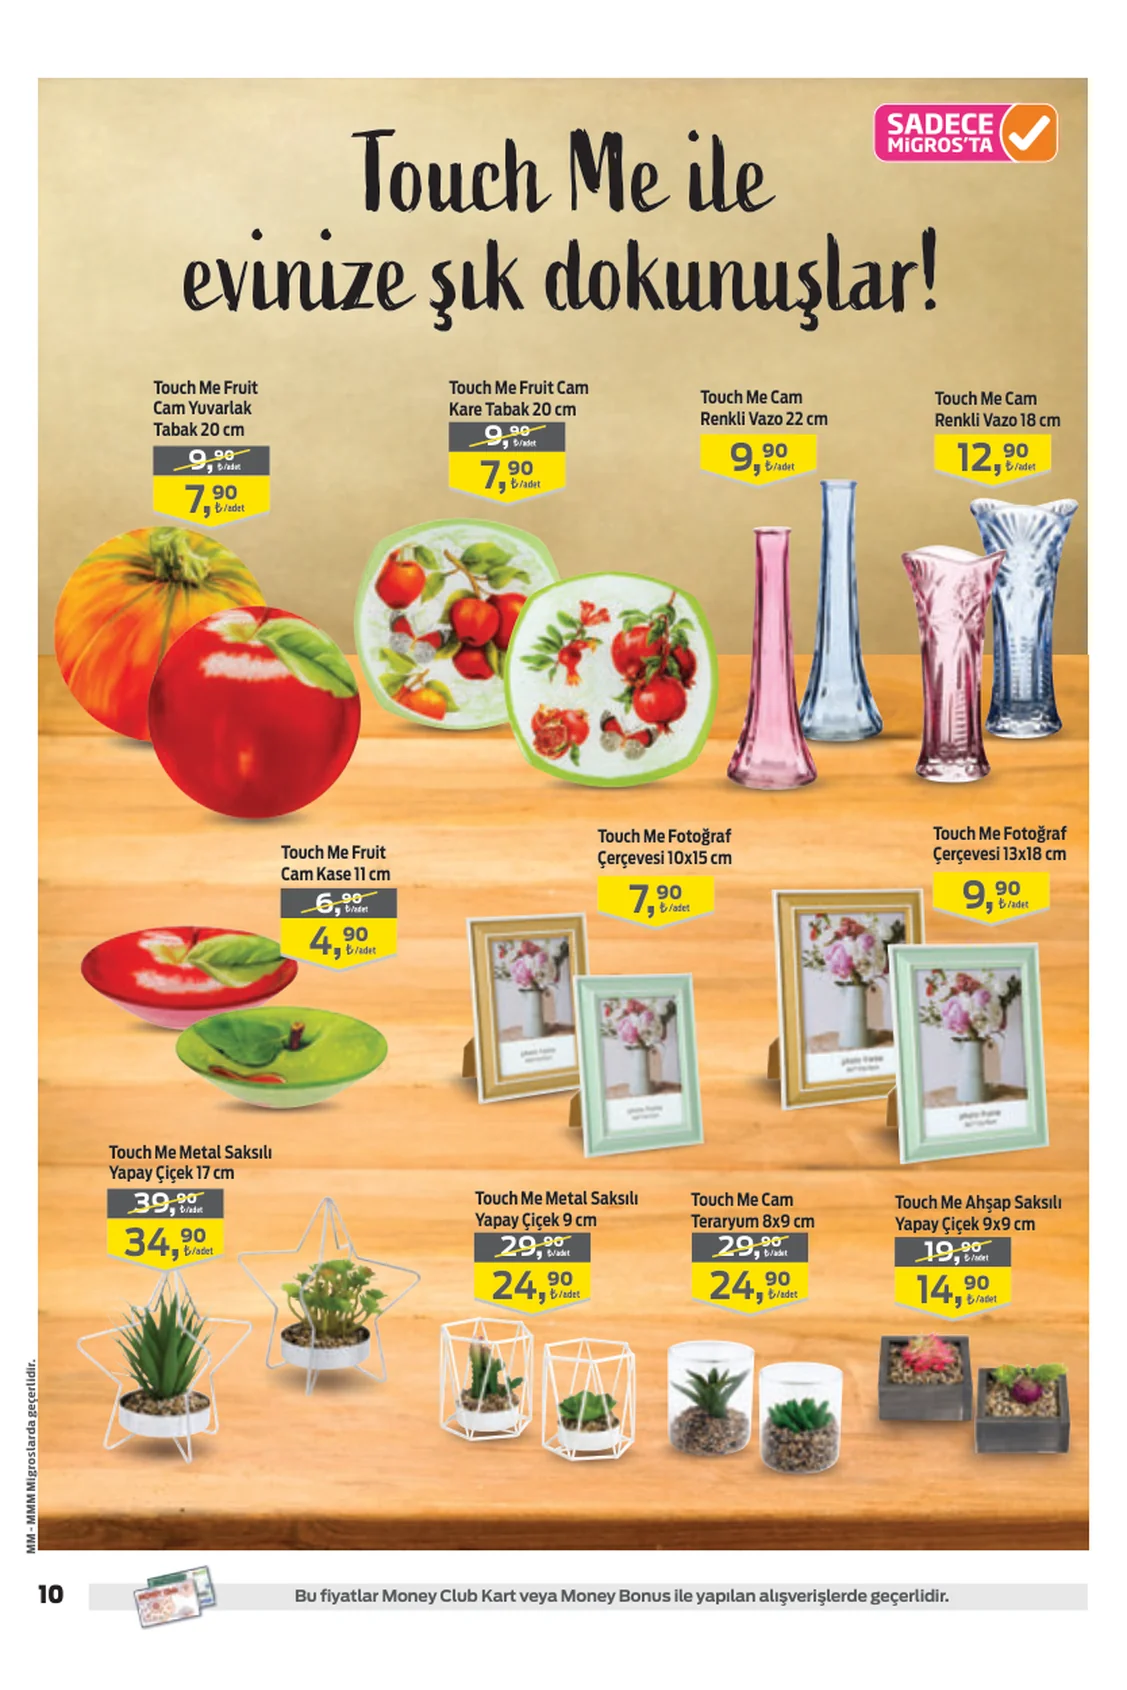 SADECE
MİGROS'TA
Touch Me ile
evinize şık dokunuşlar!
Touch Me Fruit
Cam Yuvarlak
Tabak 20 cm
9,90 ₺/adet
7,90 ₺/adet
Touch Me Fruit Cam
Kare Tabak 20 cm
9,90 ₺/adet
7,90 ₺/adet
Touch Me Cam
Renkli Vazo 22 cm
9,90 ₺/adet
Touch Me Cam
Renkli Vazo 18 cm
12,90 ₺/adet
Touch Me Fruit
Cam Kase 11 cm
6,90 ₺/adet
4,90 ₺/adet
Touch Me Fotoğraf
Çerçevesi 10x15 cm
7,90 ₺/adet
Touch Me Fotoğraf
Çerçevesi 13x18 cm
9,90 ₺/adet
photo frame
photo frame
photo frame
photo frame
Touch Me Metal Saksılı
Yapay Çiçek 17 cm
39,90 ₺/adet
34,90 ₺/adet
Touch Me Metal Saksılı
Yapay Çiçek 9 cm
29,90 ₺/adet
24,90 ₺/adet
Touch Me Cam
Teraryum 8x9 cm
29,90 ₺/adet
24,90 ₺/adet
Touch Me Ahşap Saksılı
Yapay Çiçek 9x9 cm
19,90 ₺/adet
14,90 ₺/adet
MM - MMM Migroslarda geçerlidir.
10
Bu fiyatlar Money Club Kart veya Money Bonus ile yapılan alışverişlerde geçerlidir.